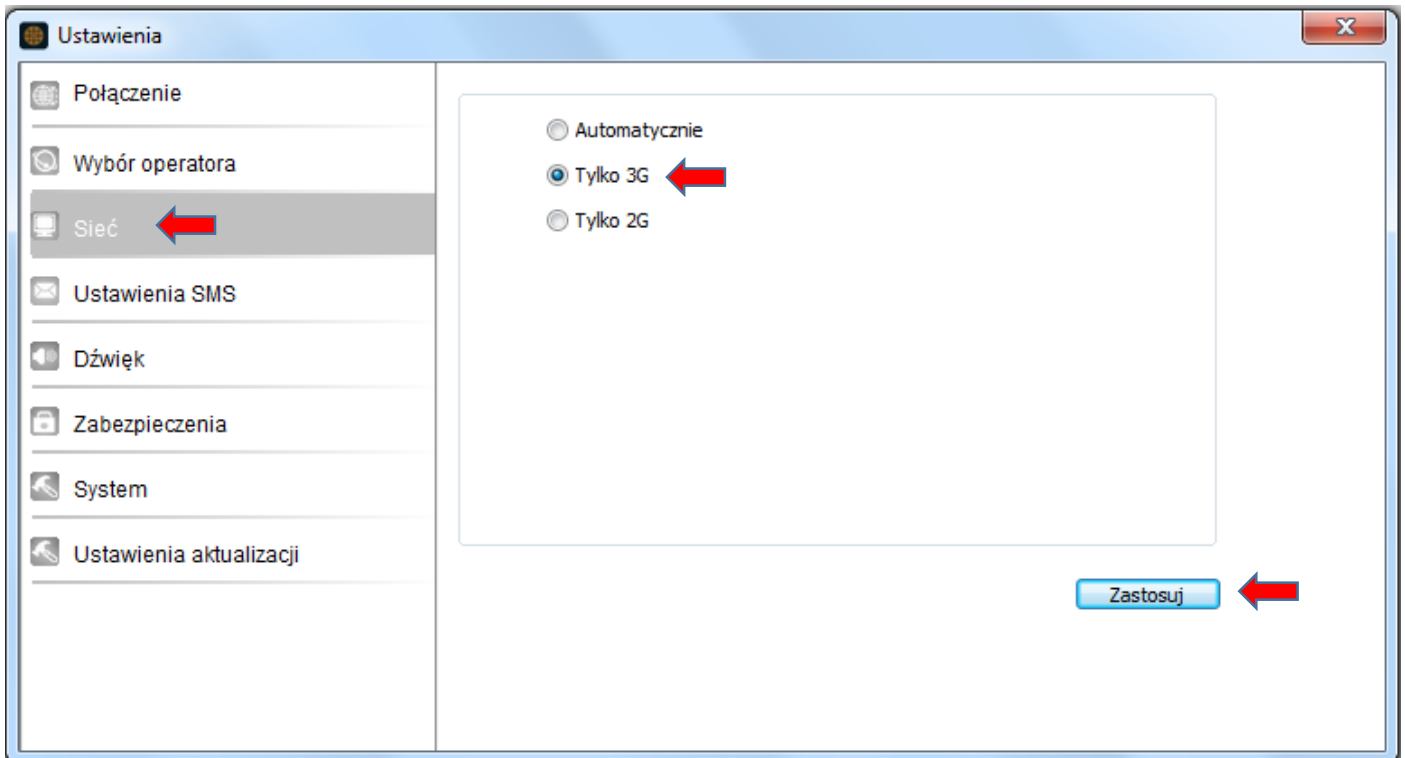 Ustawienia
Połączenie
Wybór operatora
Sieć
Ustawienia SMS
Dźwięk
Zabezpieczenia
System
Ustawienia aktualizacji
Automatycznie
Tylko 3G
Tylko 2G
Zastosuj